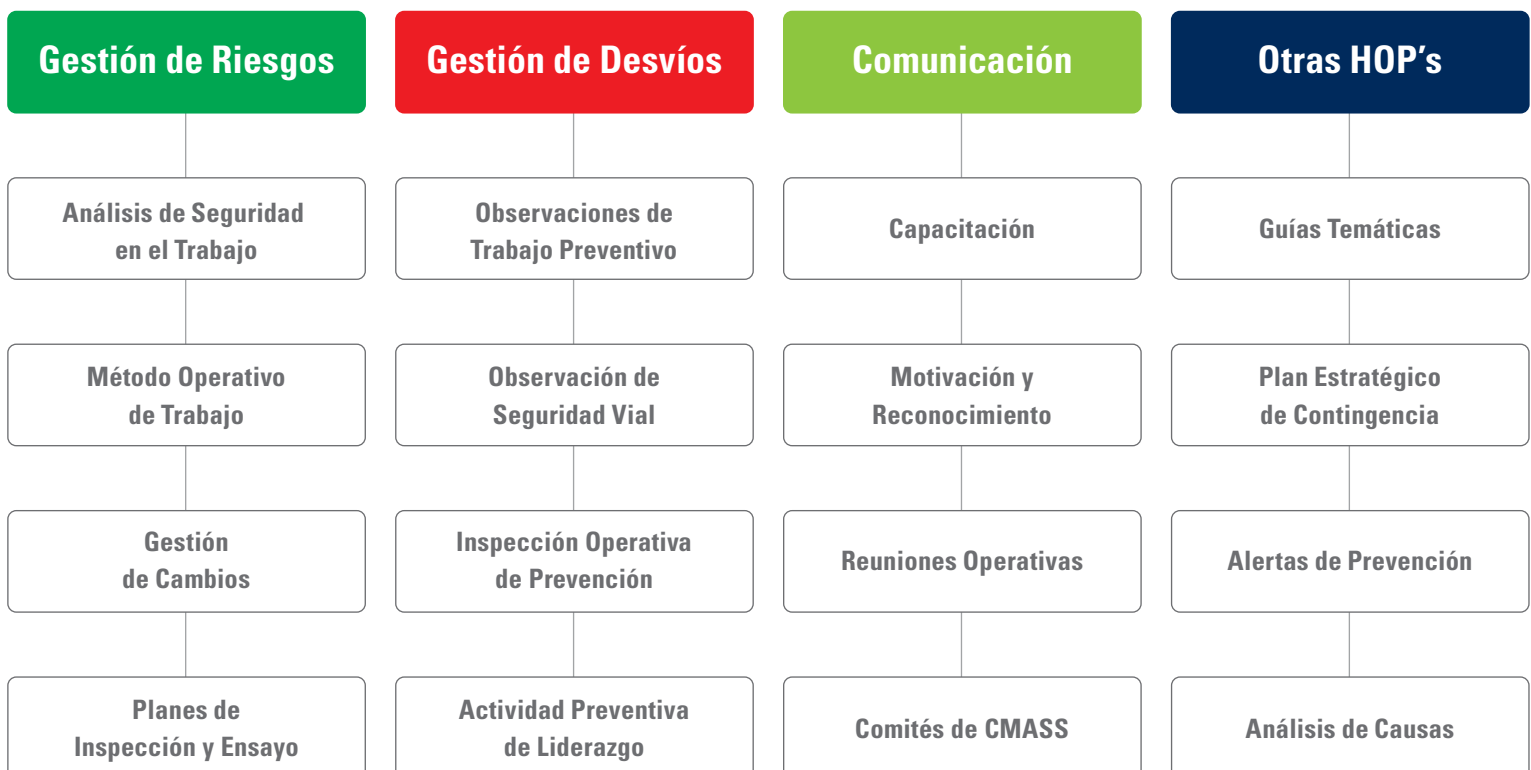 Gestión de Riesgos
Análisis de Seguridad
en el Trabajo
Método Operativo
de Trabajo
Gestión
de Cambios
Planes de
Inspección y Ensayo
Gestión de Desvíos
Observaciones de
Trabajo Preventivo
Observación de
Seguridad Vial
Inspección Operativa
de Prevención
Actividad Preventiva
de Liderazgo
Comunicación
Capacitación
Motivación y
Reconocimiento
Reuniones Operativas
Comités de CMASS
Otras HOP's
Guías Temáticas
Plan Estratégico
de Contingencia
Alertas de Prevención
Análisis de Causas